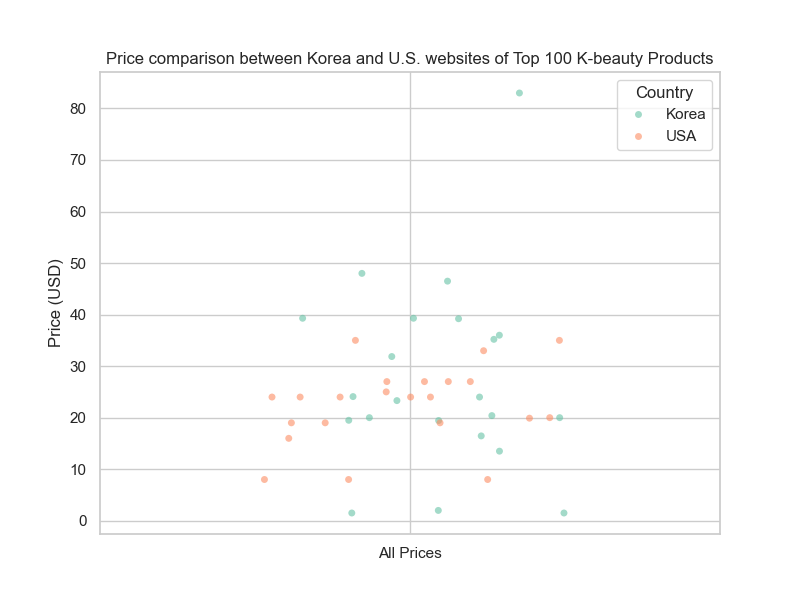 Price comparison between Korea and U.S. websites of Top 100 K-beauty Products
Country
Korea
USA
80
70
60
50
40
30
20
10
0
Price (USD)
All Prices